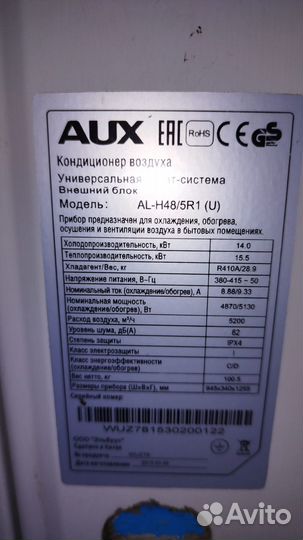 AUX EAC RoHS CE GS
Кондиционер воздуха
Универсальная т-система
Внешний блок
Модель: AL-H48/5R1 (U)
Прибор предназначен для охлаждения, обогрева,
осушения и вентиляции воздуха в бытовых помещениях.
Холодопроизводительность, кВт 14.0
Теплопроизводительность, кВт 15.5
Хладагент/Вес, кг R410A/28.9
Напряжение питания, В~Гц 380-415 ~ 50
Номинальный ток (охлаждение/обогрев), А 8.88/9.33
Номинальная мощность
(охлаждение/обогрев), Вт 4870/5130
Расход воздуха, м³/ч 5200
Уровень шума, дБ(А) 62
Степень защиты IPX4
Класс электрозащиты I
Класс энергоэффективности
(охлаждение/обогрев) C/D
Вес нетто, кг 100.5
Размеры прибора (ШхВхГ), мм 945x340x1255
Серийный номер:
WUZ781530200122
Сделано в Китае
Avito